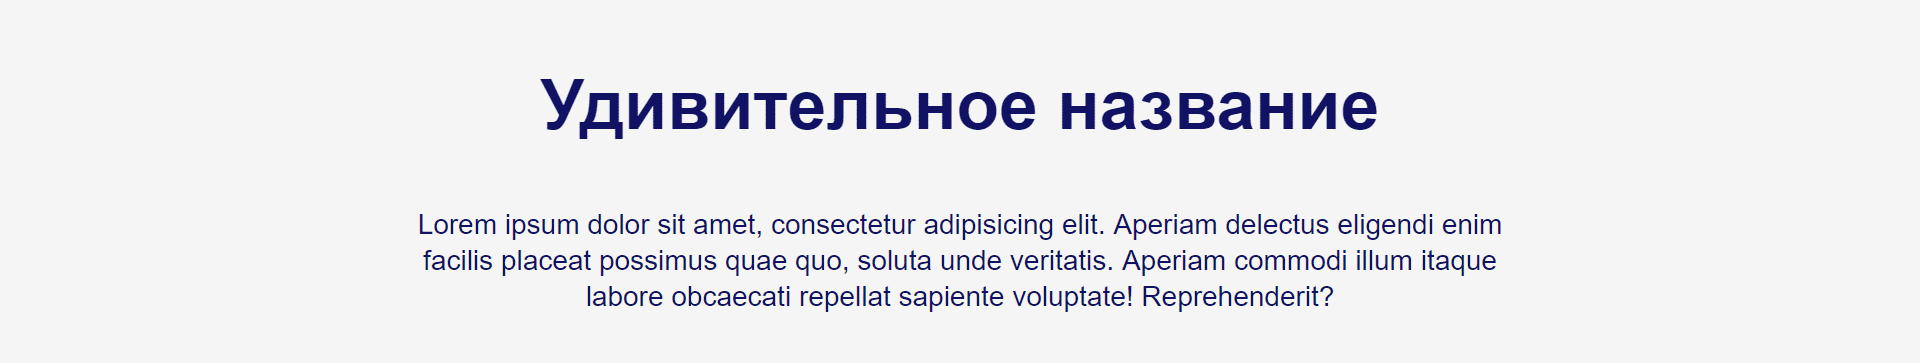 Удивительное название
Lorem ipsum dolor sit amet, consectetur adipisicing elit. Aperiam delectus eligendi enim
facilis placeat possimus quae quo, soluta unde veritatis. Aperiam commodi illum itaque
labore obcaecati repellat sapiente voluptate! Reprehenderit?